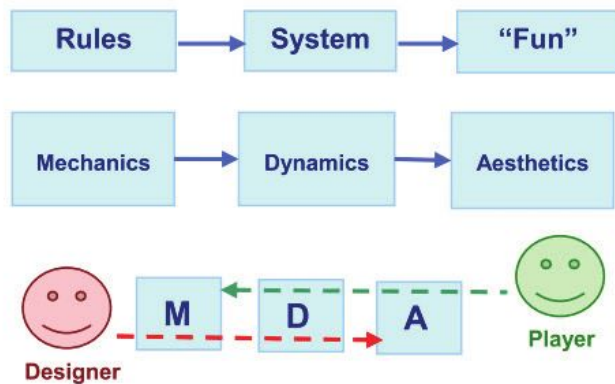 Rules System “Fun”
Mechanics Dynamics Aesthetics
M D A
Player
Designer